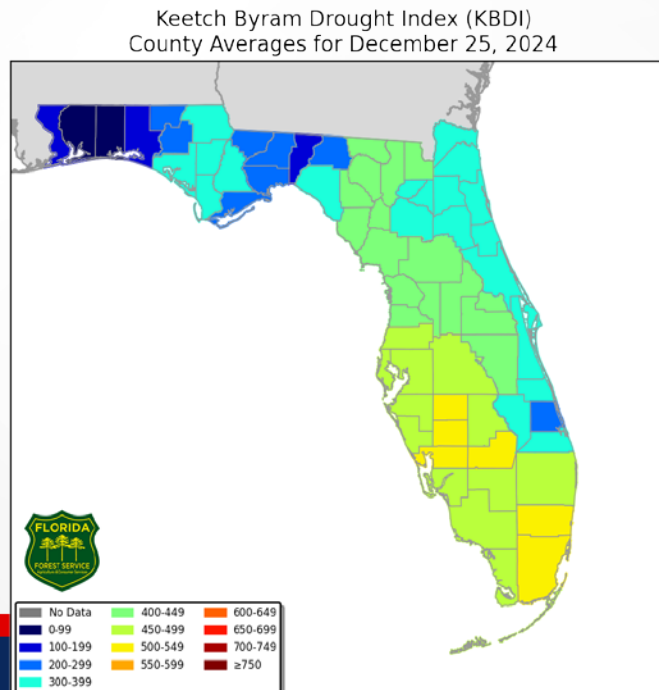 Keetch Byram Drought Index (KBDI)
County Averages for December 25, 2024
FLORIDA
FOREST SERVICE
No Data
0-99
100-199
200-299
300-399
400-449
450-499
500-549
550-599
600-649
650-699
700-749
≥750